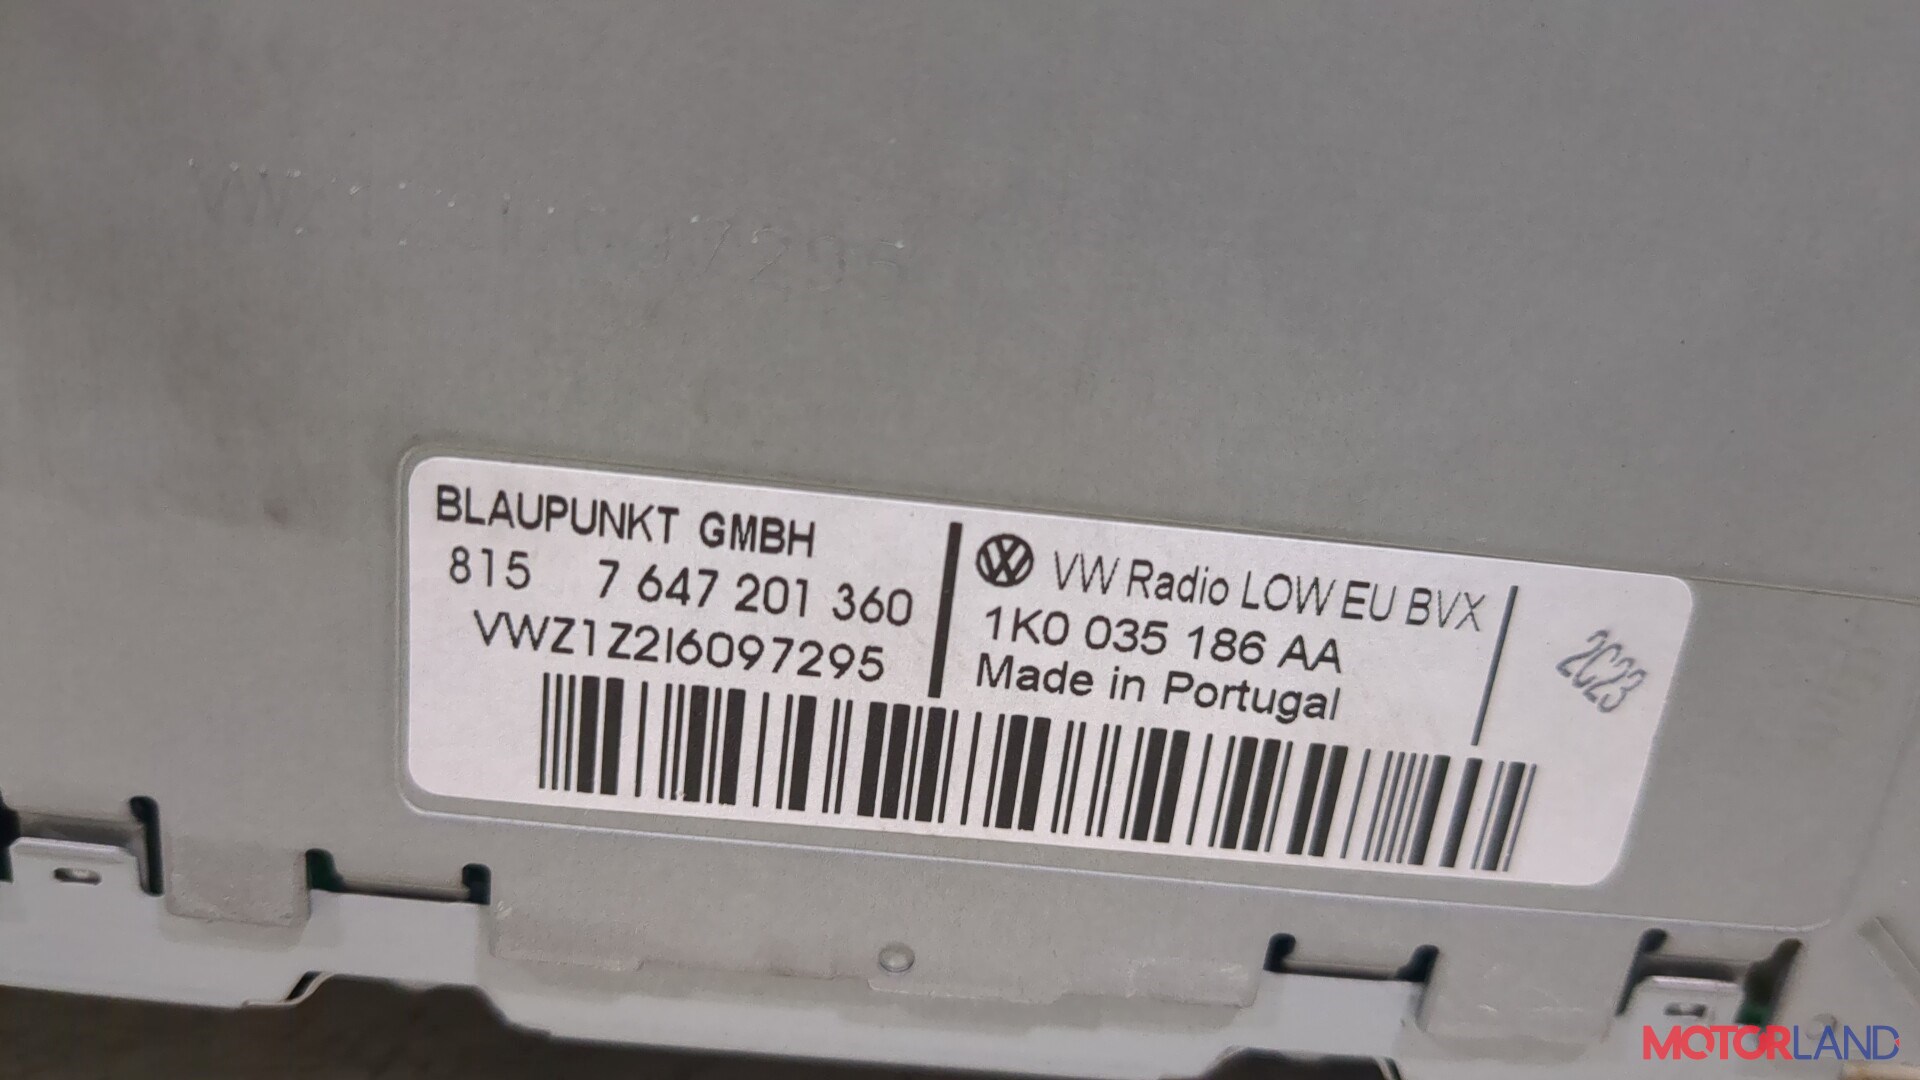 BLAUPUNKT GMBH
815 7 647 201 360
VWZ1Z2I6097295
VW Radio LOW EU BVX
1K0 035 186 AA
Made in Portugal
2C23
MOTORLAND